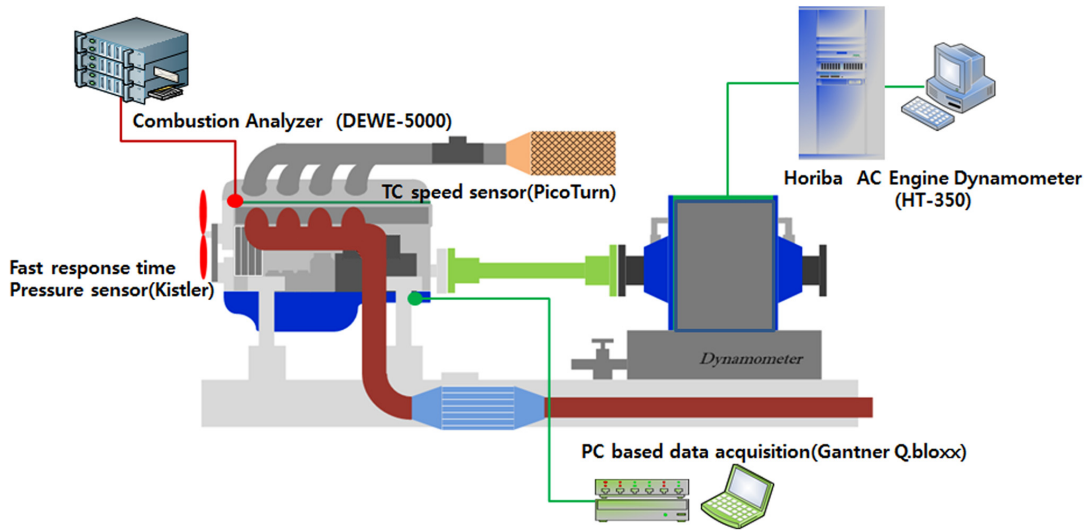 Combustion Analyzer (DEWE-5000)
TC speed sensor(PicoTurn)
Horiba AC Engine Dynamometer
(HT-350)
Fast response time
Pressure sensor(Kistler)
Dynamometer
PC based data acquisition(Gantner Q.bloxx)